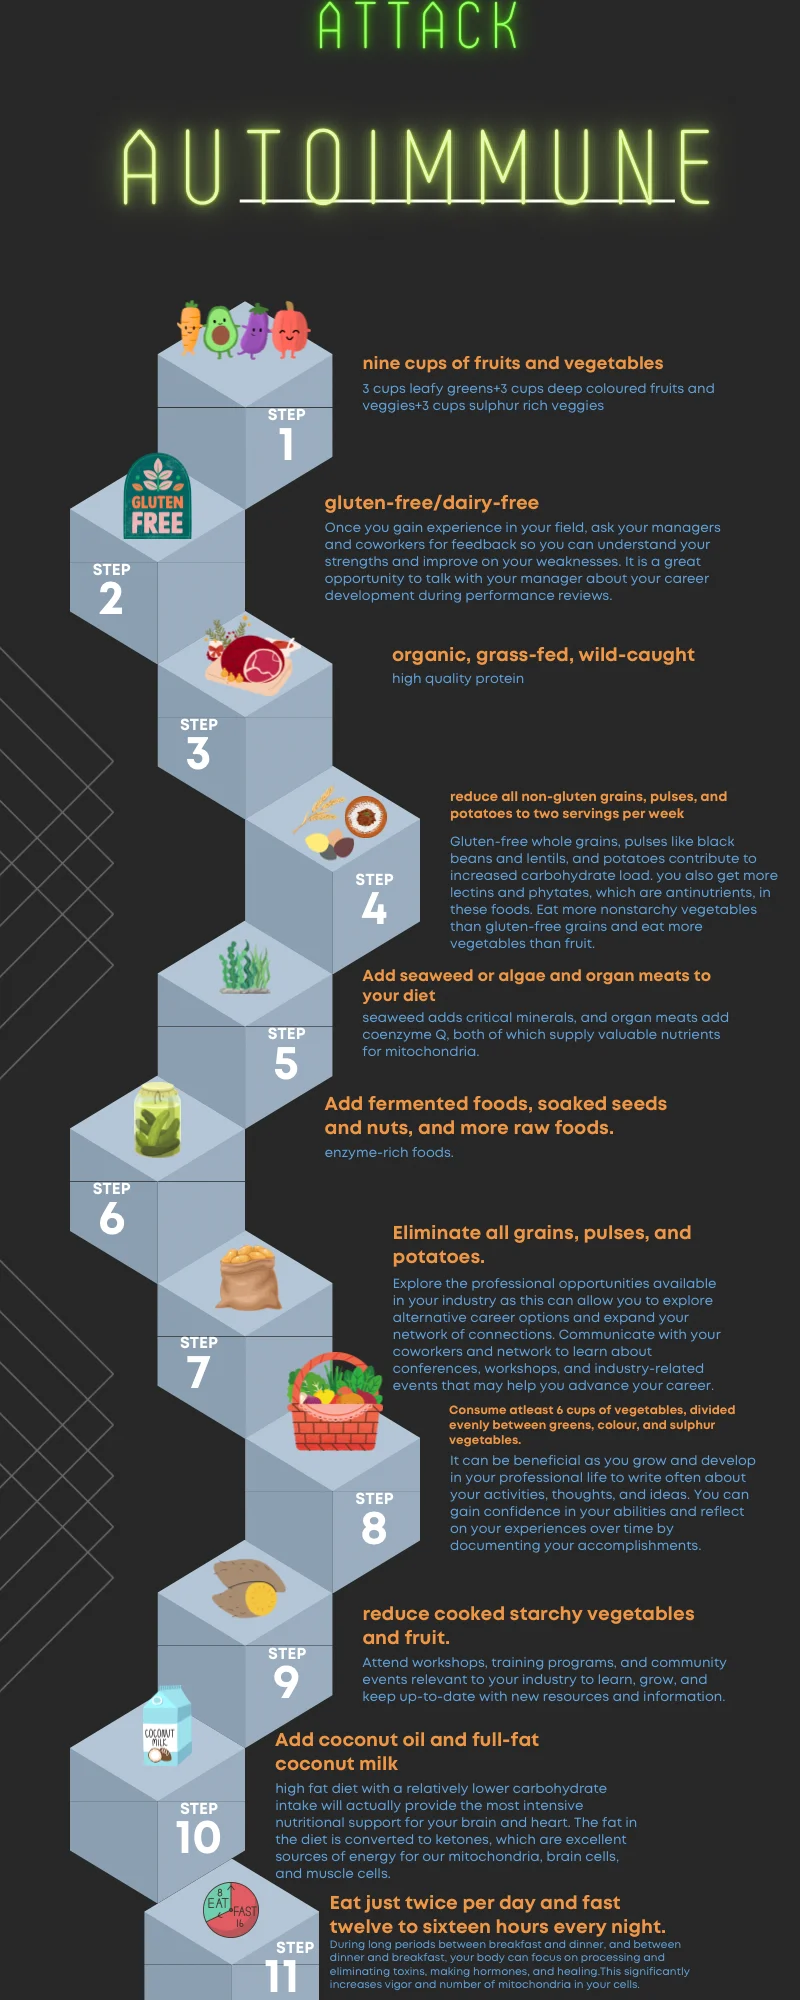 ATTACK
AUTOIMMUNE
nine cups of fruits and vegetables
3 cups leafy greens+3 cups deep coloured fruits and
veggies+3 cups sulphur rich veggies
STEP
1
GLUTEN
FREE
gluten-free/dairy-free
Once you gain experience in your field, ask your managers
and coworkers for feedback so you can understand your
strengths and improve on your weaknesses. It is a great
opportunity to talk with your manager about your career
development during performance reviews.
STEP
2
organic, grass-fed, wild-caught
high quality protein
STEP
3
reduce all non-gluten grains, pulses, and
potatoes to two servings per week
Gluten-free whole grains, pulses like black
beans and lentils, and potatoes contribute to
increased carbohydrate load. you also get more
lectins and phytates, which are antinutrients, in
these foods. Eat more nonstarchy vegetables
than gluten-free grains and eat more
vegetables than fruit.
STEP
4
Add seaweed or algae and organ meats to
your diet
seaweed adds critical minerals, and organ meats add
coenzyme Q, both of which supply valuable nutrients
for mitochondria.
STEP
5
Add fermented foods, soaked seeds
and nuts, and more raw foods.
enzyme-rich foods.
STEP
6
Eliminate all grains, pulses, and
potatoes.
Explore the professional opportunities available
in your industry as this can allow you to explore
alternative career options and expand your
network of connections. Communicate with your
coworkers and network to learn about
conferences, workshops, and industry-related
events that may help you advance your career.
STEP
7
Consume atleast 6 cups of vegetables, divided
evenly between greens, colour, and sulphur
vegetables.
It can be beneficial as you grow and develop
in your professional life to write often about
your activities, thoughts, and ideas. You can
gain confidence in your abilities and reflect
on your experiences over time by
documenting your accomplishments.
STEP
8
reduce cooked starchy vegetables
and fruit.
Attend workshops, training programs, and community
events relevant to your industry to learn, grow, and
keep up-to-date with new resources and information.
STEP
9
COCONUT
MILK
Add coconut oil and full-fat
coconut milk
high fat diet with a relatively lower carbohydrate
intake will actually provide the most intensive
nutritional support for your brain and heart. The fat in
the diet is converted to ketones, which are excellent
sources of energy for our mitochondria, brain cells,
and muscle cells.
STEP
10
8
EAT
FAST
16
Eat just twice per day and fast
twelve to sixteen hours every night.
During long periods between breakfast and dinner, and between
dinner and breakfast, your body can focus on processing and
eliminating toxins, making hormones, and healing.This significantly
increases vigor and number of mitochondria in your cells.
STEP
11